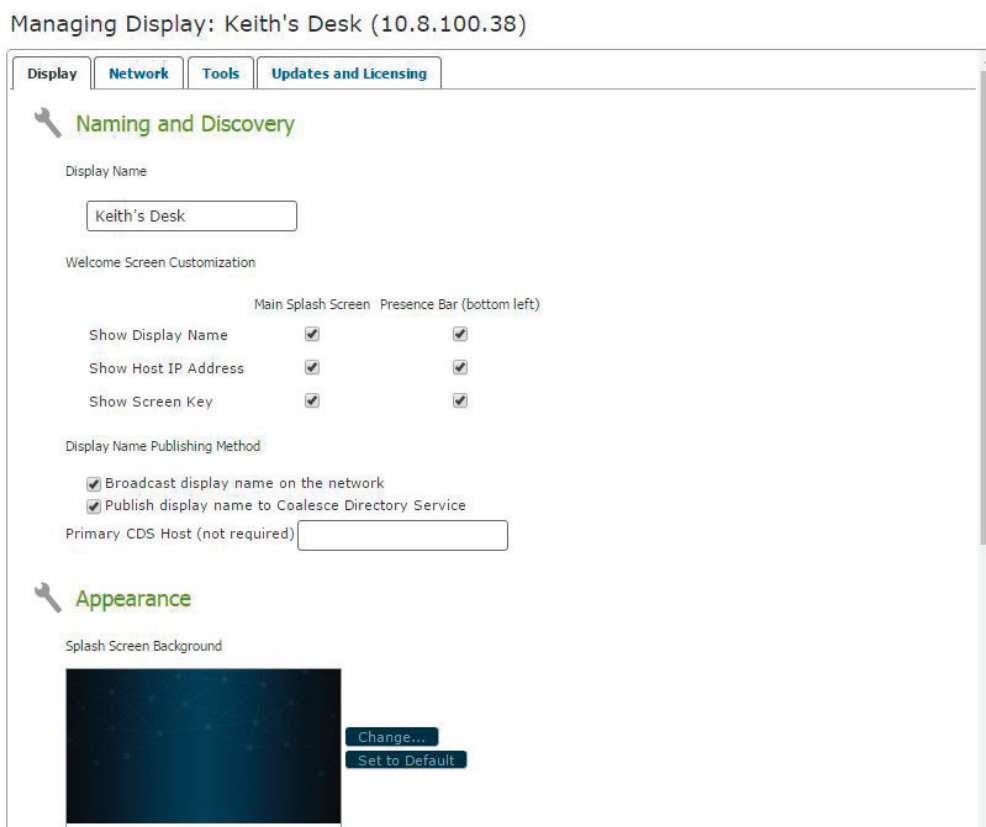 Managing Display: Keith's Desk (10.8.100.38)
Display Network Tools Updates and Licensing
Naming and Discovery
Display Name
Keith's Desk
Welcome Screen Customization
Main Splash Screen Presence Bar (bottom left)
Show Display Name
Show Host IP Address
Show Screen Key
Display Name Publishing Method
Broadcast display name on the network
Publish display name to Coalesce Directory Service
Primary CDS Host (not required)
Appearance
Splash Screen Background
Change...
Set to Default